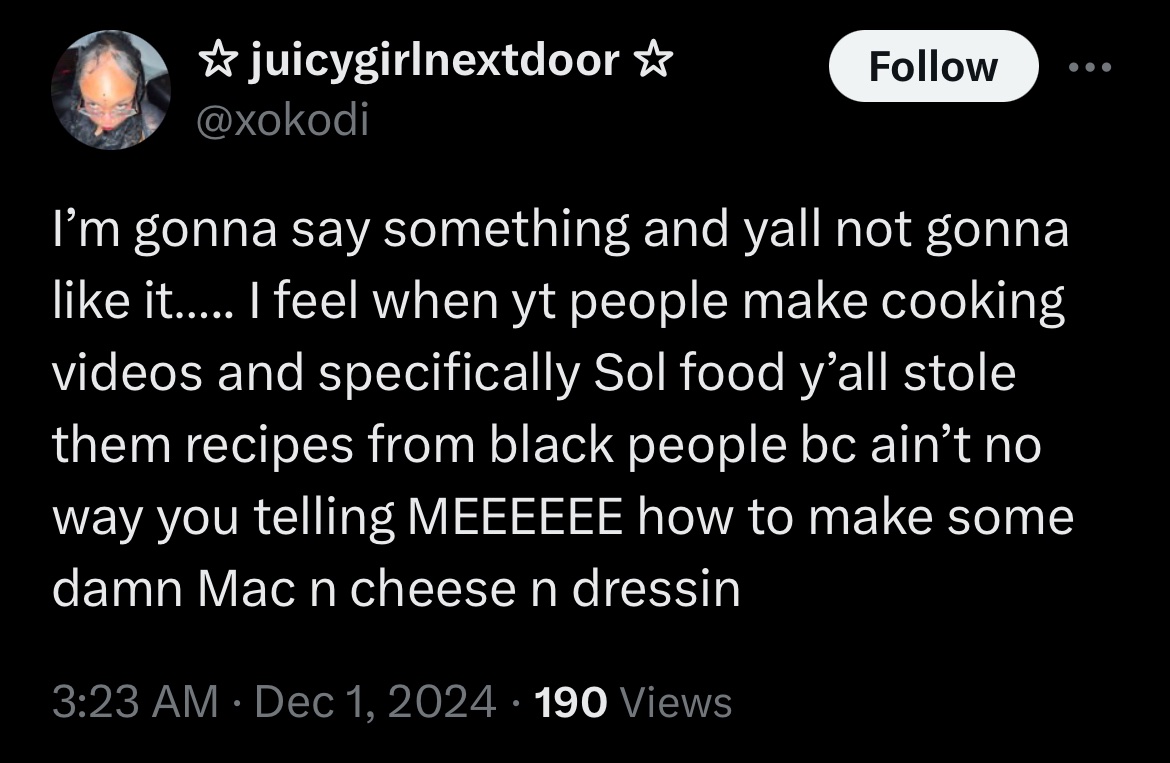 ☆ juicygirlnextdoor ☆
Follow
@xokodi
I’m gonna say something and yall not gonna
like it..... I feel when yt people make cooking
videos and specifically Sol food y’all stole
them recipes from black people bc ain’t no
way you telling MEEEEEE how to make some
damn Mac n cheese n dressin
3:23 AM · Dec 1, 2024 · 190 Views